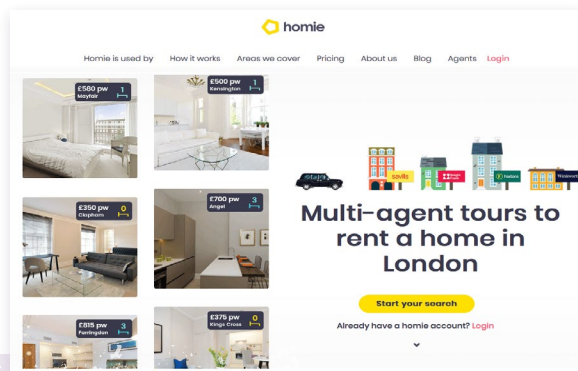 homie
Homie is used by How it works Areas we cover Pricing About us Blog Agents Login
£580 pw 1
Mayfair
£500 pw 1
Kensington
£350 pw 0
Clapham
£700 pw 3
Angel
£815 pw 3
Farringdon
£375 pw 0
Kings Cross
savills
Foxtons
Multi-agent tours to
rent a home in
London
Start your search
Already have a homie account? Login